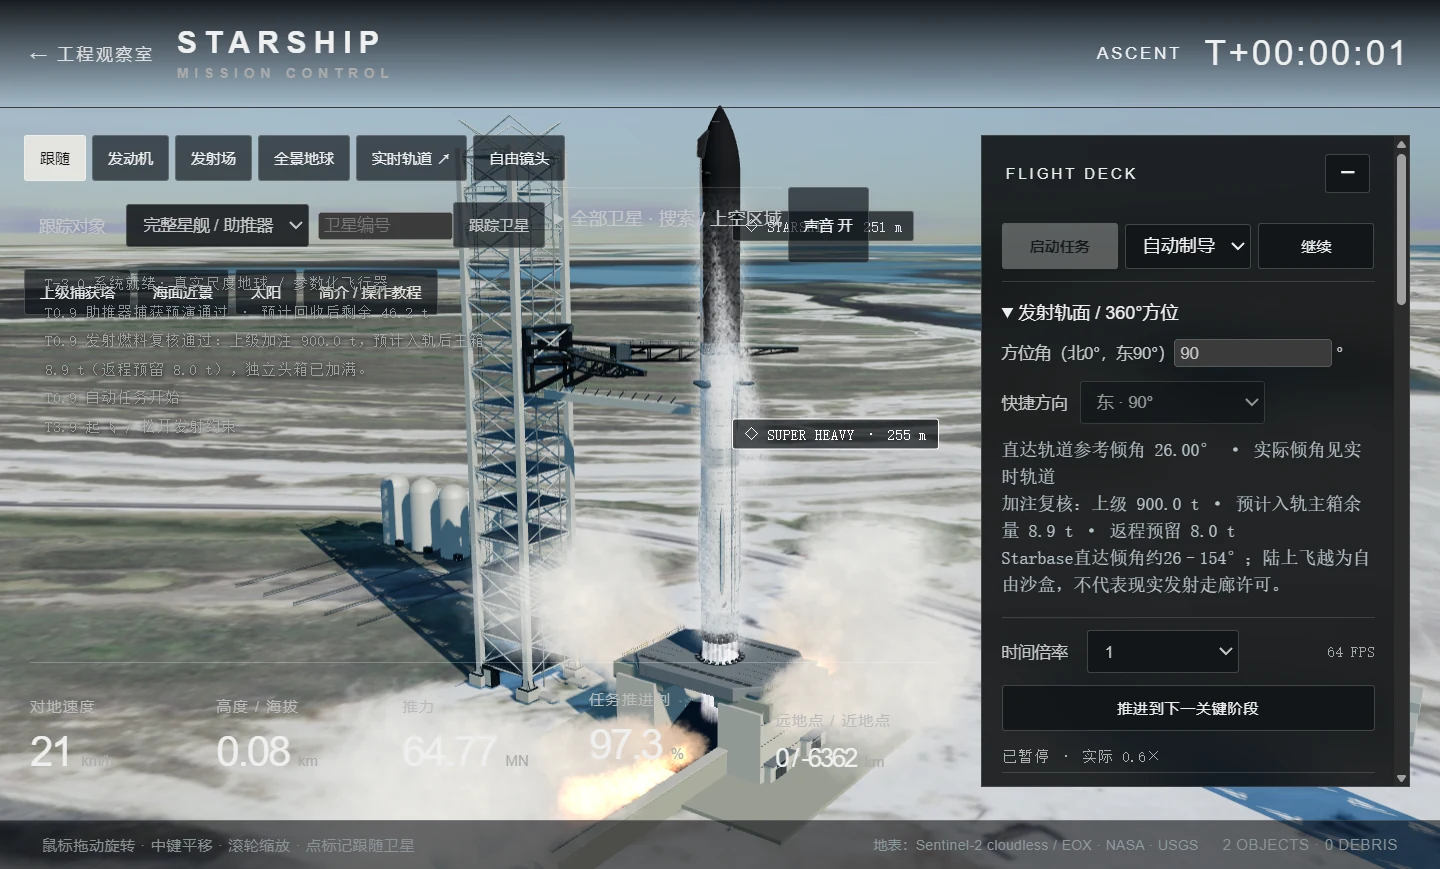 ← 工程观察室
STARSHIP
MISSION CONTROL
ASCENT
T+00:00:01
跟随
发动机
发射场
全景地球
实时轨道 ↗
自由镜头
跟踪对象
完整星舰 / 助推器
卫星编号
跟踪卫星
▶ 全部卫星 · 搜索 / 上空区域
声音 开
251 m
上级捕获塔
海面近景
太阳
简介 / 操作教程
系统就绪：真实尺度地球 / 参数化飞行器
T0.9 助推器捕获预演通过 · 预计回收后剩余 46.2 t
T0.9 发射燃料复核通过：上级加注 900.0 t，预计入轨后主箱
8.9 t（返程预留 8.0 t），独立头箱已加满。
T0.9 自动任务开始
◇ SUPER HEAVY · 255 m
对地速度
21 km/h
高度 / 海拔
0.08 km
推力
64.77 MN
任务推进剂
97.3 %
远地点 / 近地点
0 / -6362 km
FLIGHT DECK
−
启动任务
自动制导
继续
▼ 发射轨面 / 360°方位
方位角（北0°，东90°） 90 °
快捷方向 东 · 90°
直达轨道参考倾角 26.00° • 实际倾角见实
时轨道
加注复核：上级 900.0 t • 预计入轨主箱余
量 8.9 t • 返程预留 8.0 t
Starbase直达倾角约26–154°；陆上飞越为自
由沙盒，不代表现实发射走廊许可。
时间倍率 1 64 FPS
推进到下一关键阶段
已暂停 · 实际 0.6×
鼠标拖动旋转 · 中键平移 · 滚轮缩放 · 点标记跟随卫星
地表：Sentinel-2 cloudless / EOX · NASA · USGS
2 OBJECTS · 0 DEBRIS